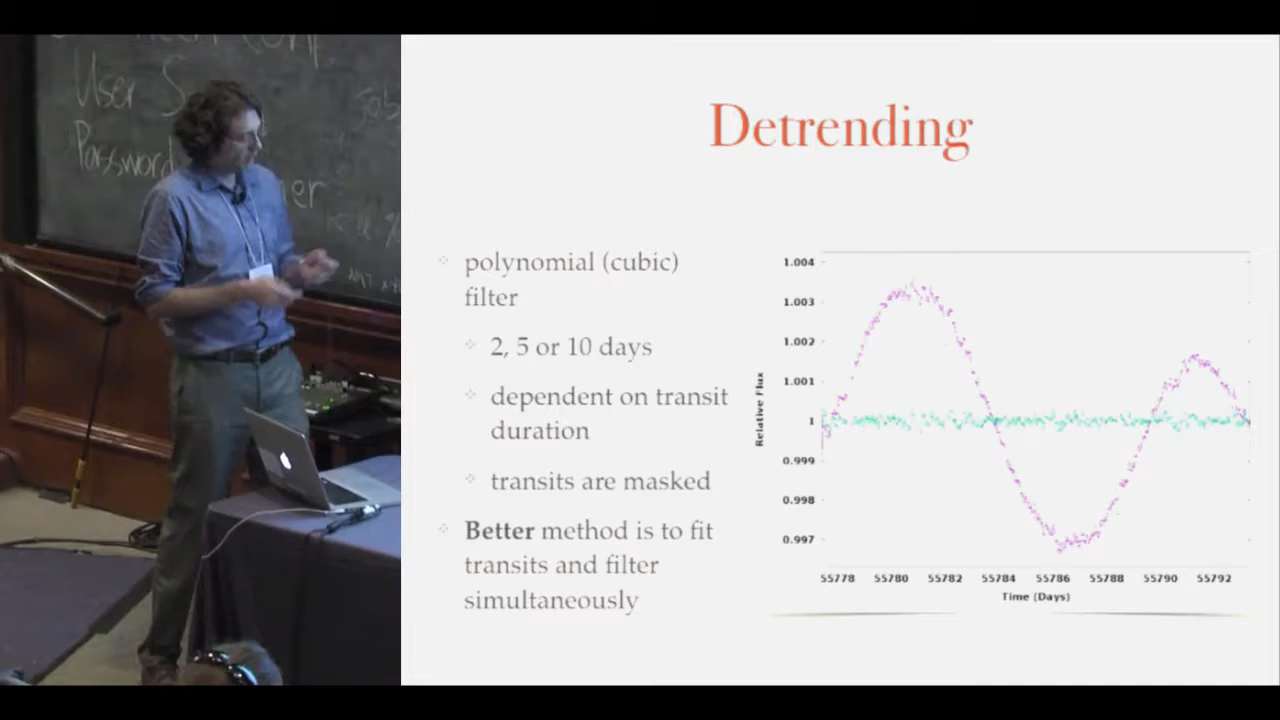 User
Password
Detrending
polynomial (cubic)
filter
2, 5 or 10 days
dependent on transit
duration
transits are masked
Better method is to fit
transits and filter
simultaneously
1.004
1.003
1.002
1.001
1
0.999
0.998
0.997
Relative Flux
55778 55780 55782 55784 55786 55788 55790 55792
Time (Days)